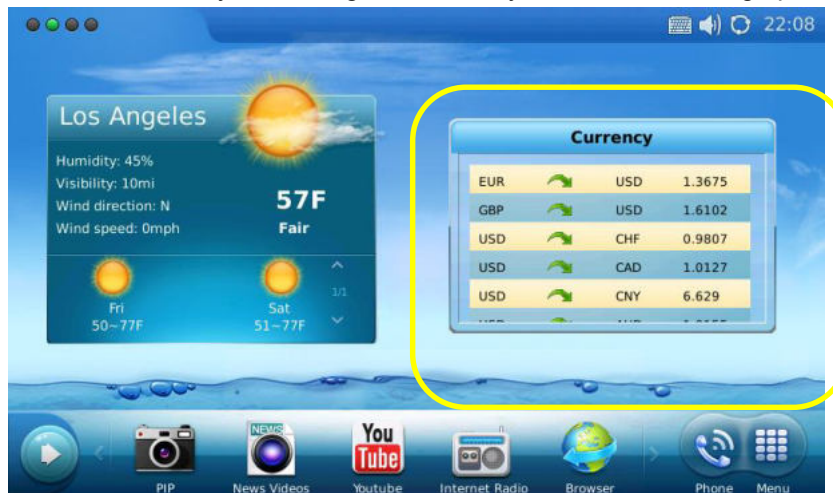 22:08
Los Angeles
Humidity: 45%
Visibility: 10mi
Wind direction: N
Wind speed: 0mph
57F
Fair
Fri
50~77F
Sat
51~77F
1/1
Currency
EUR USD 1.3675
GBP USD 1.6102
USD CHF 0.9807
USD CAD 1.0127
USD CNY 6.629
NEWS
You
Tube
PIP
News Videos
Youtube
Internet Radio
Browser
Phone
Menu